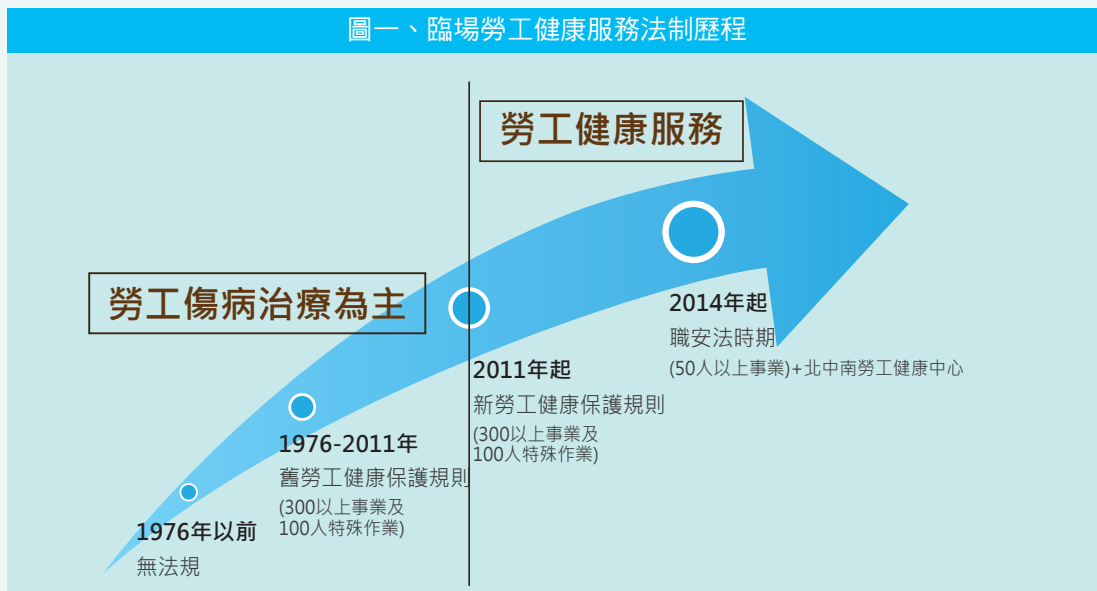 圖一、臨場勞工健康服務法制歷程
勞工健康服務
勞工傷病治療為主
1976年以前
無法規
1976-2011年
舊勞工健康保護規則
(300以上事業及
100人特殊作業)
2011年起
新勞工健康保護規則
(300以上事業及
100人特殊作業)
2014年起
職安法時期
(50人以上事業)+北中南勞工健康中心